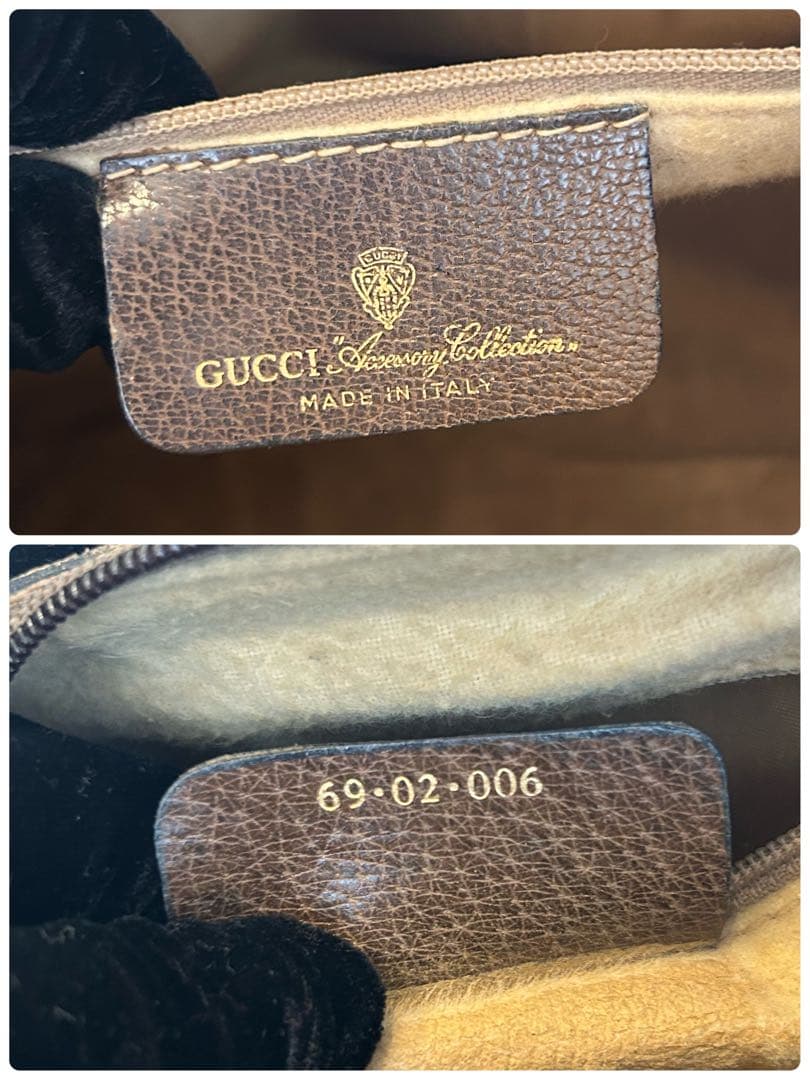 GUCCI
GUCCI "Accessory Collection"
MADE IN ITALY
69·02·006